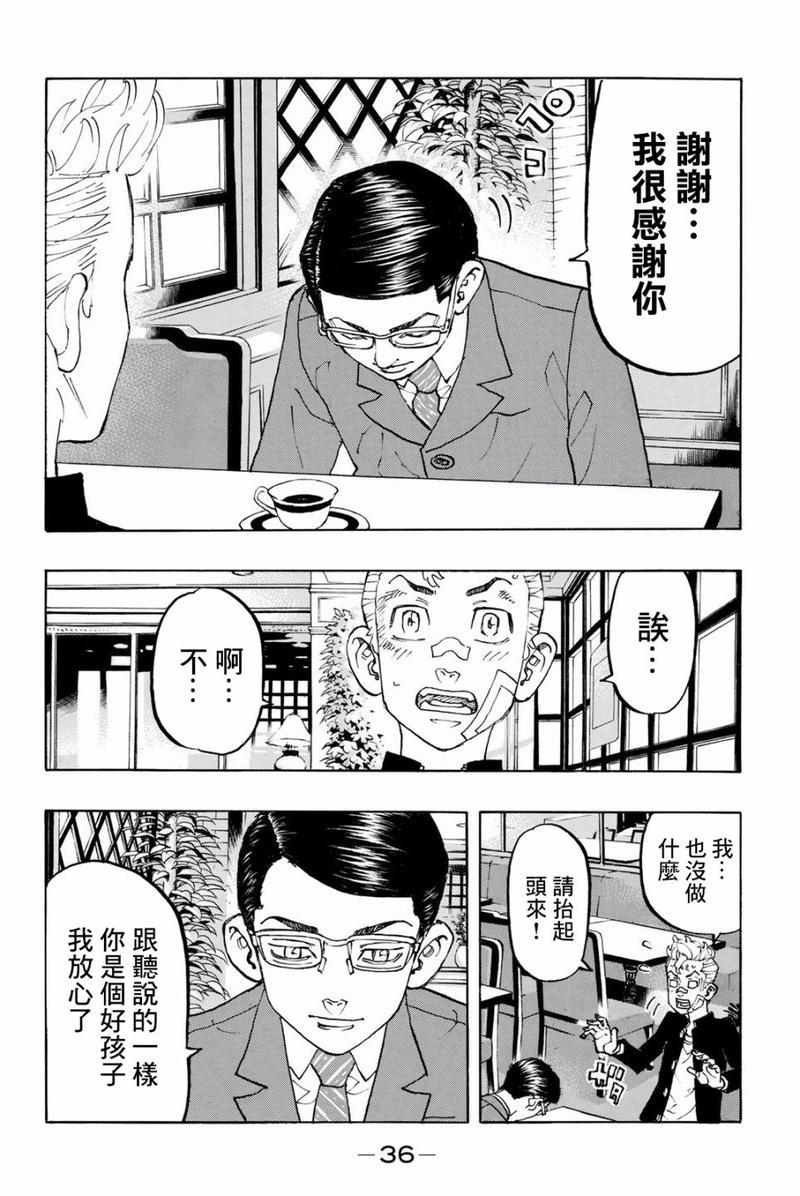 謝謝…
我很感謝你
ペコ
誒…
啊…
不…
我…
也沒做
什麼
請抬起
頭來！
跟聽說的一樣
你是個好孩子
我放心了
—36—